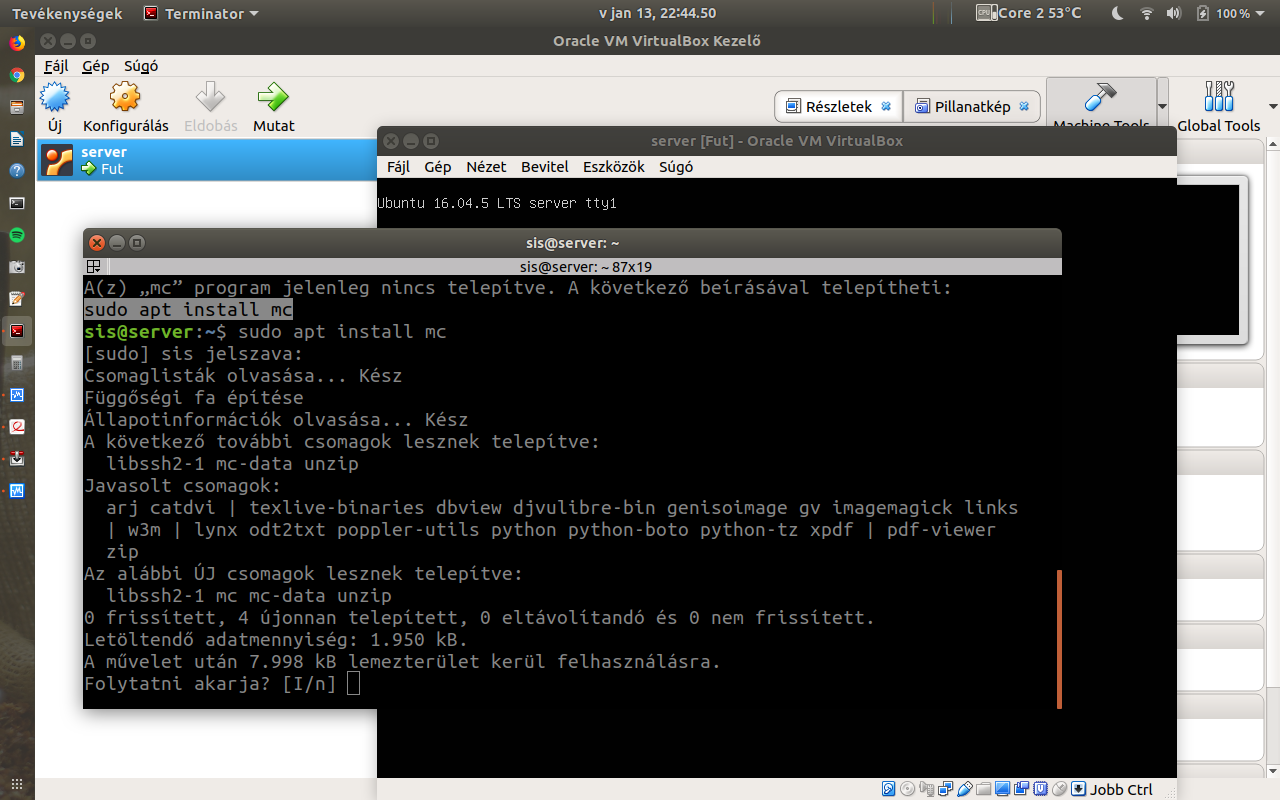 Tevékenységek Terminator v jan 13, 22:44.50 CPU Core 2 53°C 100 %
Oracle VM VirtualBox Kezelő
Fájl Gép Súgó
Új Konfigurálás Eldobás Mutat
Részletek Pillanatkép
Machine Tools Global Tools
server
Fut
server [Fut] - Oracle VM VirtualBox
Fájl Gép Nézet Bevitel Eszközök Súgó
Ubuntu 16.04.5 LTS server tty1
sis@server: ~
sis@server: ~ 87x19
A(z) „mc” program jelenleg nincs telepítve. A következő beírásával telepítheti:
sudo apt install mc
sis@server:~$ sudo apt install mc
[sudo] sis jelszava:
Csomaglisták olvasása... Kész
Függőségi fa építése
Állapotinformációk olvasása... Kész
A következő további csomagok lesznek telepítve:
libssh2-1 mc-data unzip
Javasolt csomagok:
arj catdvi | texlive-binaries dbview djvulibre-bin genisoimage gv imagemagick links
| w3m | lynx odt2txt poppler-utils python python-boto python-tz xpdf | pdf-viewer
zip
Az alábbi ÚJ csomagok lesznek telepítve:
libssh2-1 mc mc-data unzip
0 frissített, 4 újonnan telepített, 0 eltávolítandó és 0 nem frissített.
Letöltendő adatmennyiség: 1.950 kB.
A művelet után 7.998 kB lemezterület kerül felhasználásra.
Folytatni akarja? [I/n]
Jobb Ctrl